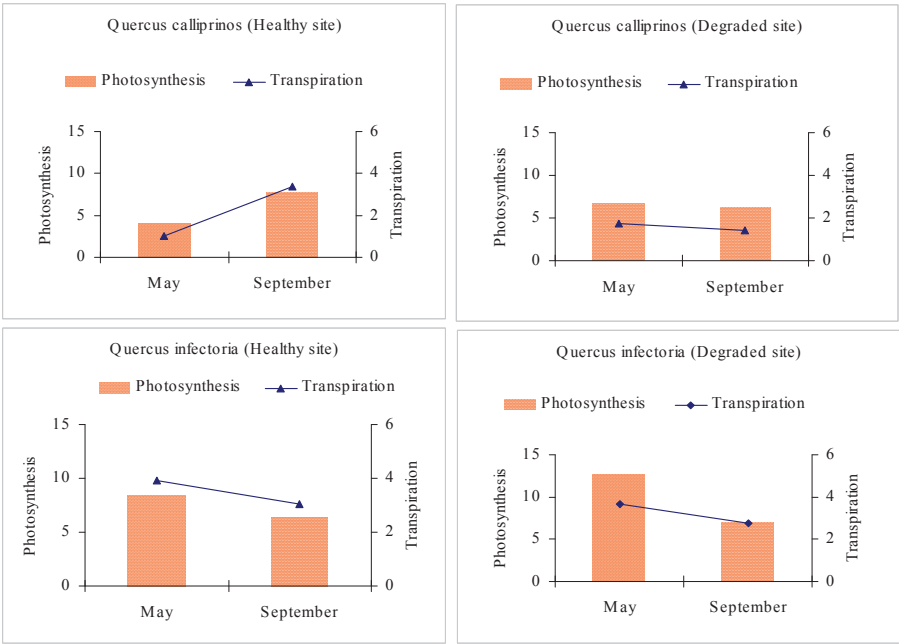 Quercus calliprinos (Healthy site)
Photosynthesis Transpiration
15 6
10 4
5 2
0 0
Photosynthesis
Transpiration
May September
Quercus calliprinos (Degraded site)
Photosynthesis Transpiration
15 6
10 4
5 2
0 0
Photosynthesis
Transpiration
May September
Quercus infectoria (Healthy site)
Photosynthesis Transpiration
15 6
10 4
5 2
0 0
Photosynthesis
Transpiration
May September
Quercus infectoria (Degraded site)
Photosynthesis Transpiration
15 6
10 4
5 2
0 0
Photosynthesis
Transpiration
May September